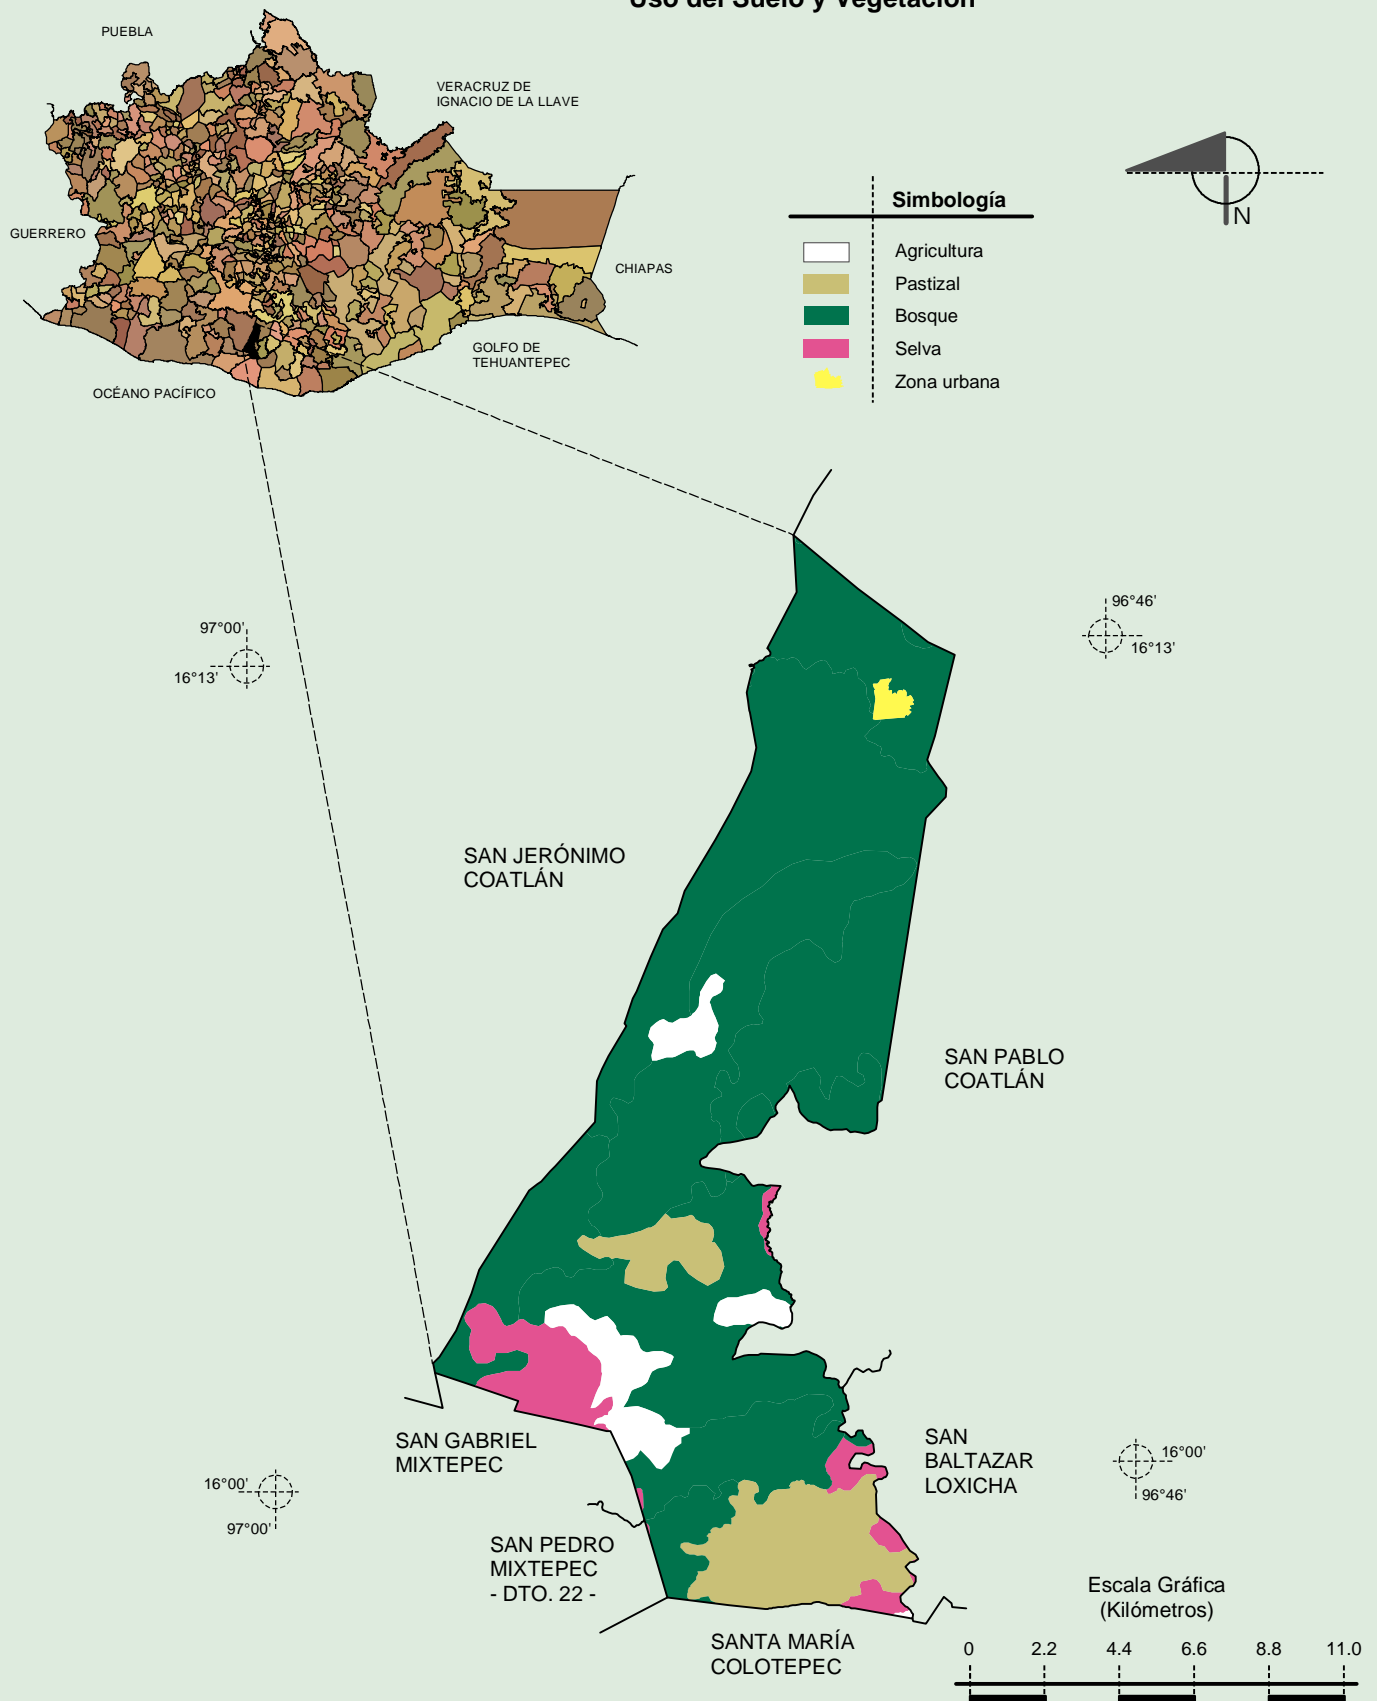 Uso del Suelo y Vegetación
PUEBLA
VERACRUZ DE
IGNACIO DE LA LLAVE
GUERRERO
CHIAPAS
GOLFO DE
TEHUANTEPEC
OCÉANO PACÍFICO
N
Simbología
Agricultura
Pastizal
Bosque
Selva
Zona urbana
97°00'
16°13'
96°46'
16°13'
SAN JERÓNIMO
COATLÁN
SAN PABLO
COATLÁN
SAN GABRIEL
MIXTEPEC
SAN
BALTAZAR
LOXICHA
16°00'
97°00'
16°00'
96°46'
SAN PEDRO
MIXTEPEC
- DTO. 22 -
SANTA MARÍA
COLOTEPEC
Escala Gráfica
(Kilómetros)
0 2.2 4.4 6.6 8.8 11.0